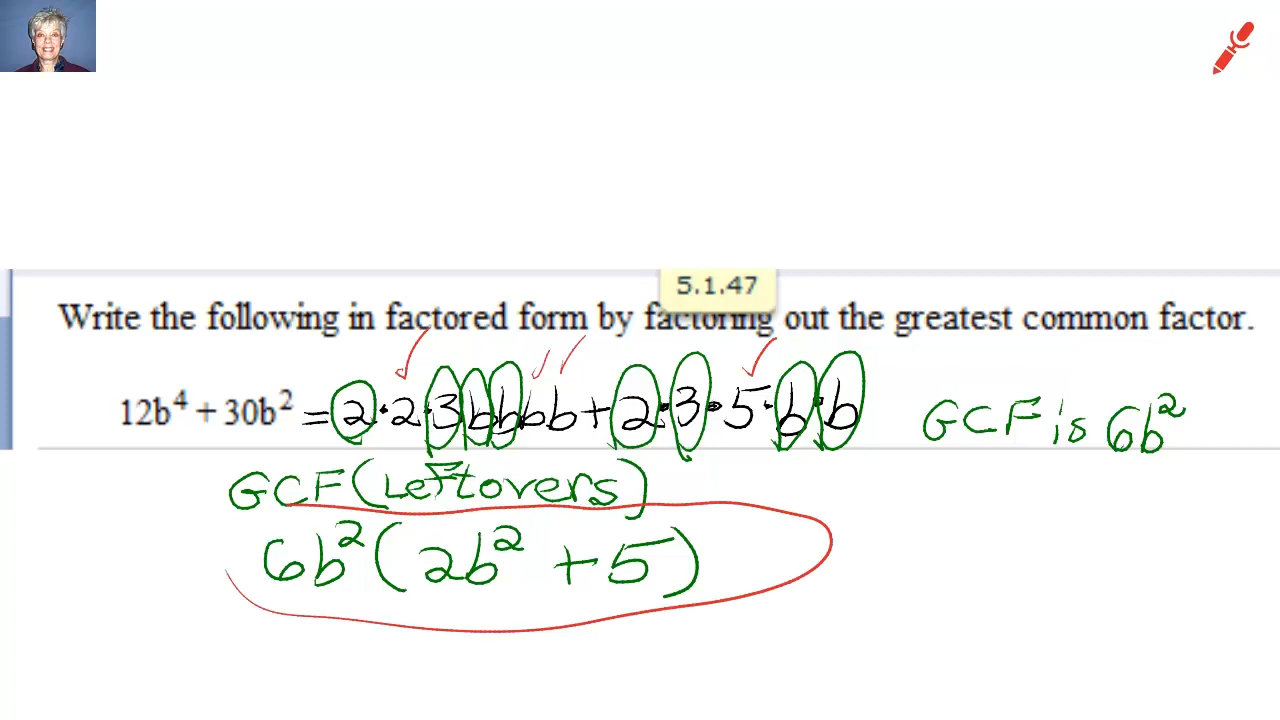 5.1.47
Write the following in factored form by factoring out the greatest common factor.
12b⁴ + 30b² = 2·2·3bbbb+2·3·5·b·b GCF is 6b²
GCF(Leftovers)
6b²(2b² + 5)